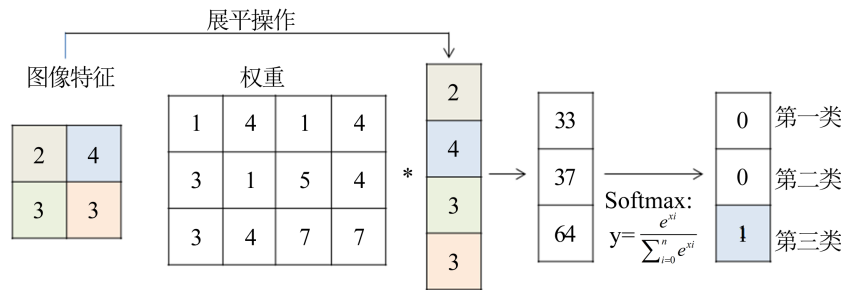 展平操作
图像特征
权重
2 4
3 3
1 4 1 4
3 1 5 4
3 4 7 7
*
2
4
3
3
33
37
64
Softmax:
y=e^{xi}/∑_{i=0}^{n} e^{xi}
0 第一类
0 第二类
1 第三类